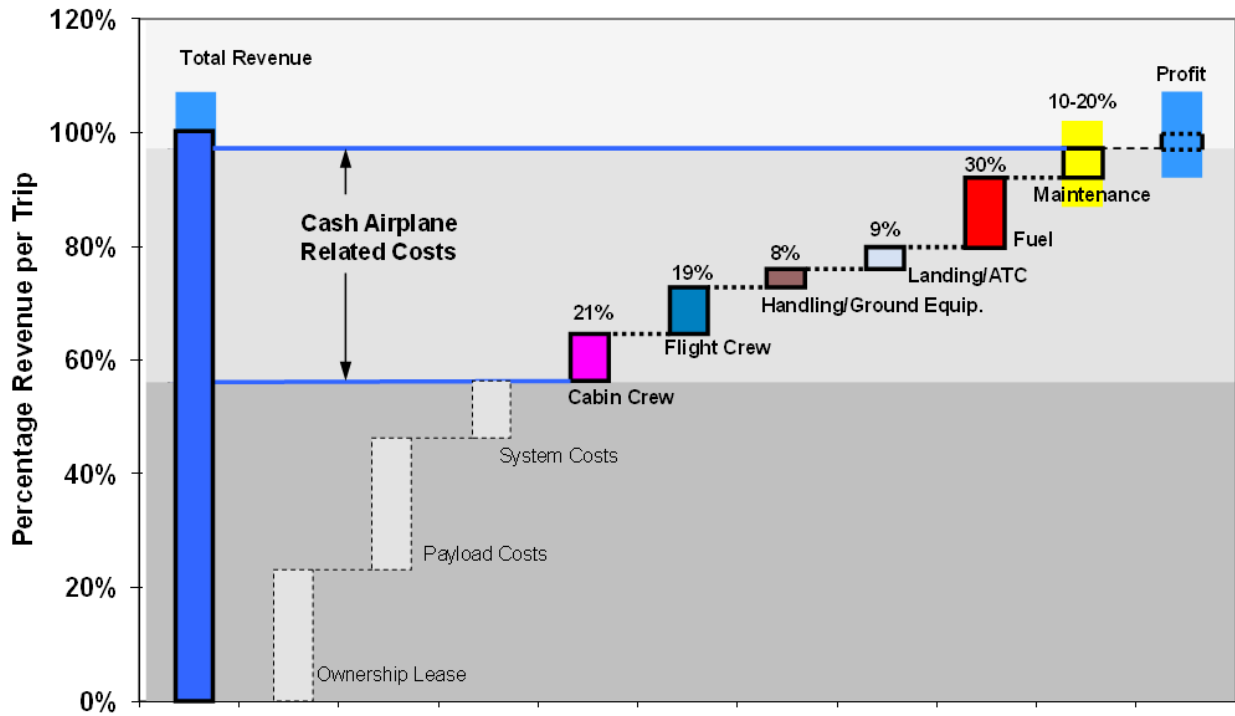 120%
100%
80%
60%
40%
20%
0%
Percentage Revenue per Trip
Total Revenue
Cash Airplane
Related Costs
Ownership Lease
Payload Costs
System Costs
21%
Cabin Crew
19%
Flight Crew
8%
Handling/Ground Equip.
9%
Landing/ATC
30%
Fuel
10-20%
Maintenance
Profit